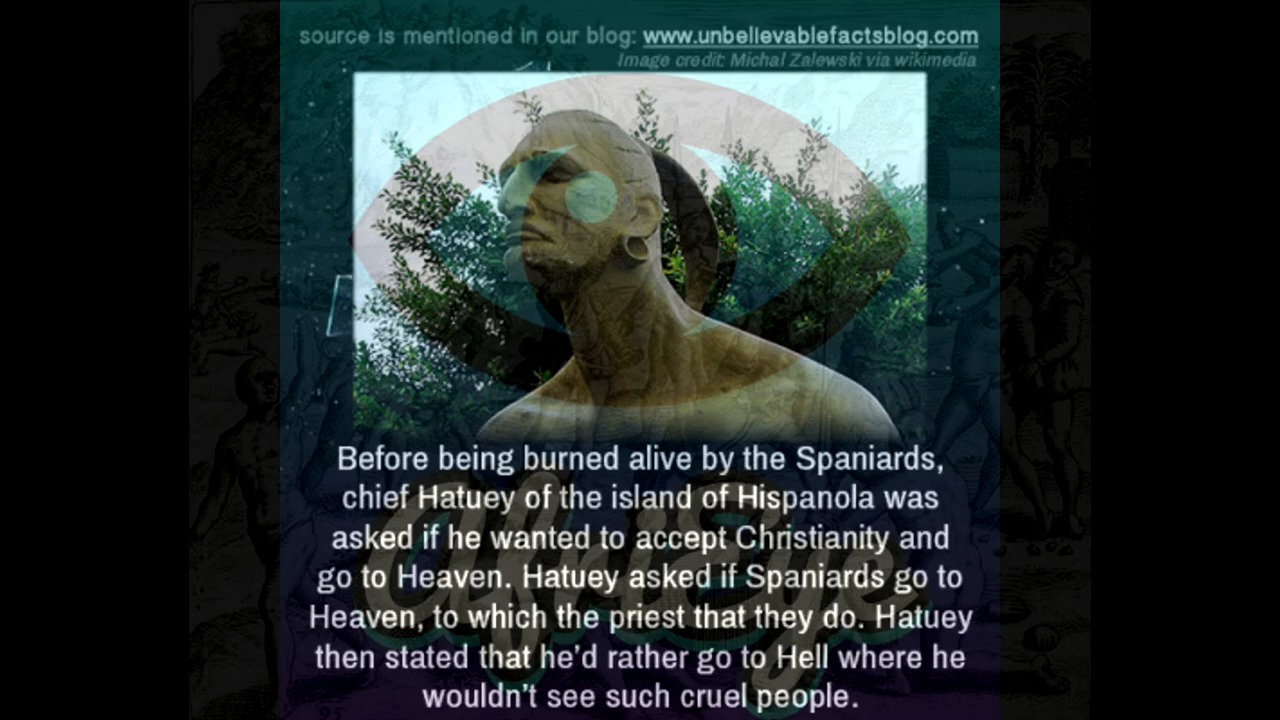 source is mentioned in our blog: www.unbelievablefactsblog.com
Image credit: Michal Zalewski via wikimedia
Before being burned alive by the Spaniards,
chief Hatuey of the island of Hispanola was
asked if he wanted to accept Christianity and
go to Heaven. Hatuey asked if Spaniards go to
Heaven, to which the priest that they do. Hatuey
then stated that he'd rather go to Hell where he
wouldn't see such cruel people.
AfriEye